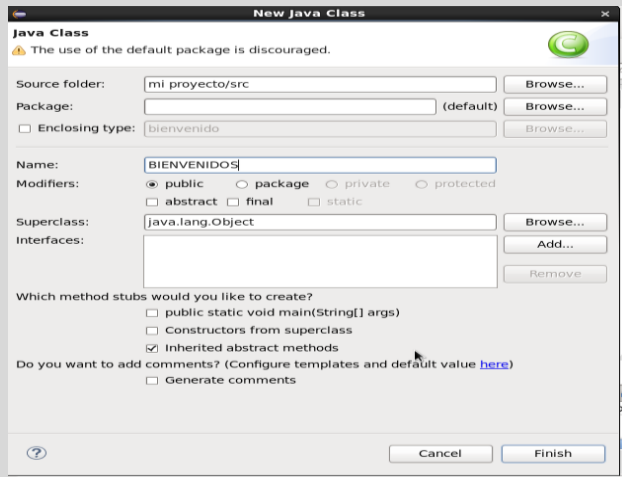 New Java Class
Java Class
The use of the default package is discouraged.
Source folder: mi proyecto/src Browse...
Package: (default) Browse...
Enclosing type: bienvenido Browse...
Name: BIENVENIDOS
Modifiers: public package private protected
abstract final static
Superclass: java.lang.Object Browse...
Interfaces: Add...
Remove
Which method stubs would you like to create?
public static void main(String[] args)
Constructors from superclass
Inherited abstract methods
Do you want to add comments? (Configure templates and default value here)
Generate comments
? Cancel Finish